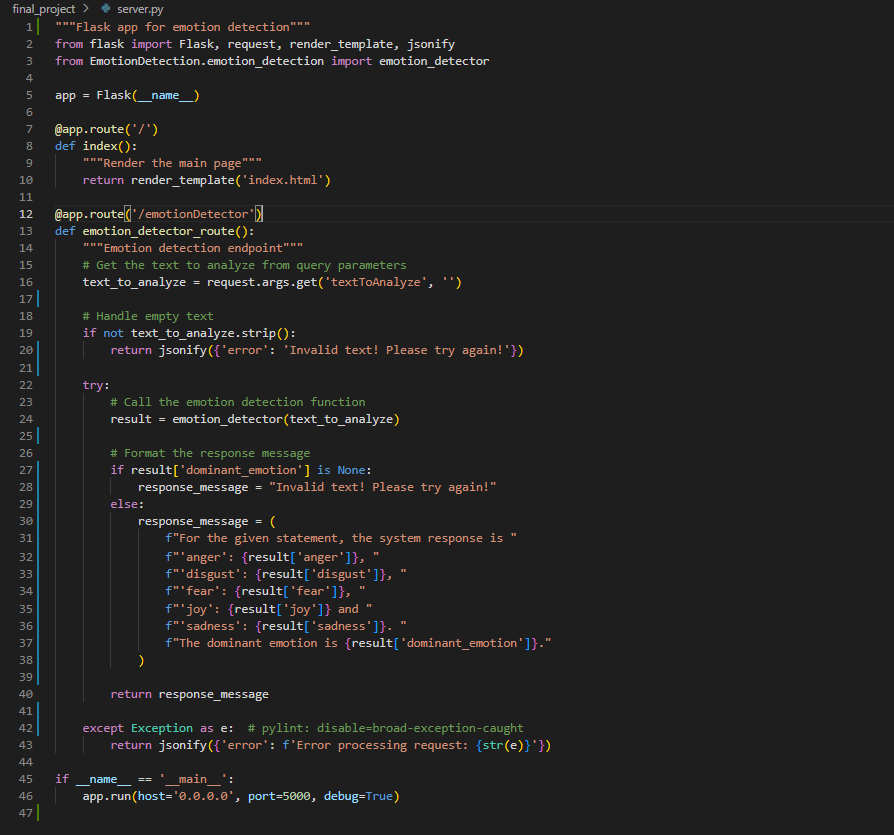 final_project > server.py
1 """Flask app for emotion detection"""
2 from flask import Flask, request, render_template, jsonify
3 from EmotionDetection.emotion_detection import emotion_detector
4
5 app = Flask(__name__)
6
7 @app.route('/')
8 def index():
9     """Render the main page"""
10     return render_template('index.html')
11
12 @app.route('/emotionDetector')
13 def emotion_detector_route():
14     """Emotion detection endpoint"""
15     # Get the text to analyze from query parameters
16     text_to_analyze = request.args.get('textToAnalyze', '')
17
18     # Handle empty text
19     if not text_to_analyze.strip():
20         return jsonify({'error': 'Invalid text! Please try again!'})
21
22     try:
23         # Call the emotion detection function
24         result = emotion_detector(text_to_analyze)
25
26         # Format the response message
27         if result['dominant_emotion'] is None:
28             response_message = "Invalid text! Please try again!"
29         else:
30             response_message = (
31                 f"For the given statement, the system response is "
32                 f"'anger': {result['anger']}, "
33                 f"'disgust': {result['disgust']}, "
34                 f"'fear': {result['fear']}, "
35                 f"'joy': {result['joy']} and "
36                 f"'sadness': {result['sadness']}. "
37                 f"The dominant emotion is {result['dominant_emotion']}."
38             )
39
40         return response_message
41
42     except Exception as e:  # pylint: disable=broad-exception-caught
43         return jsonify({'error': f'Error processing request: {str(e)}'})
44
45 if __name__ == '__main__':
46     app.run(host='0.0.0.0', port=5000, debug=True)
47